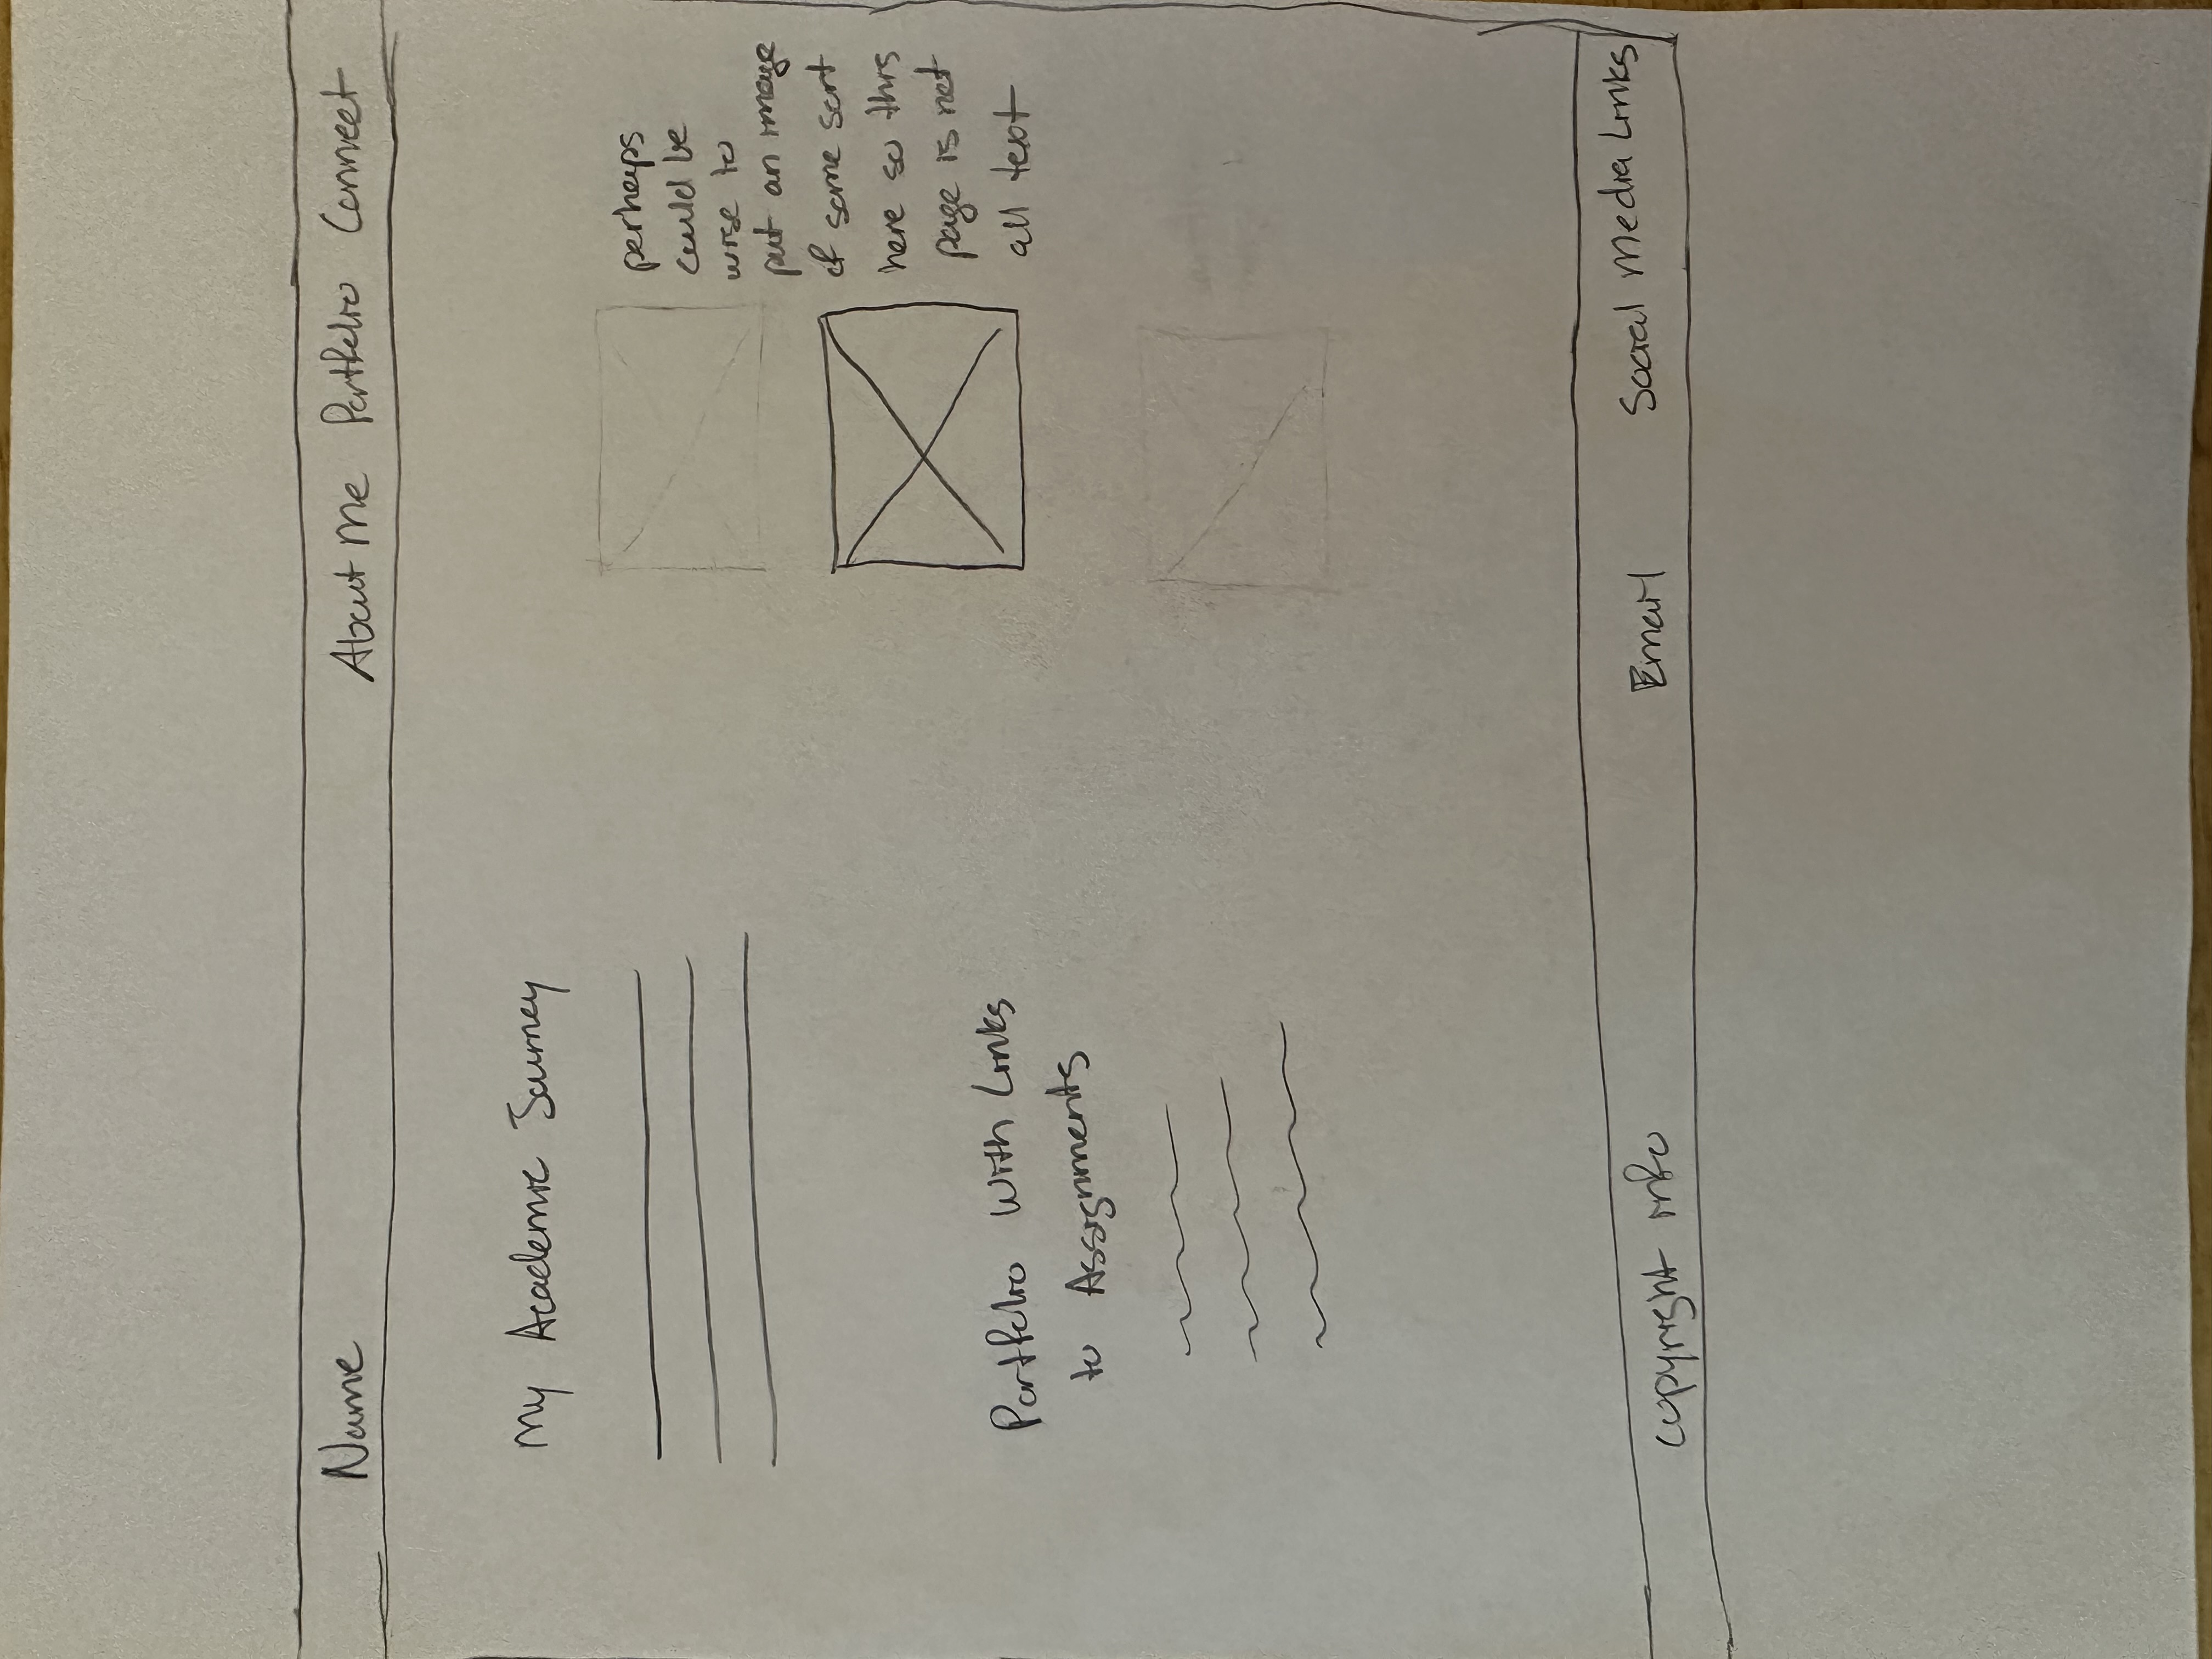 Name
About Me Portfolio Connect
My Academic Journey
perhaps
could be
wise to
put an image
of some sort
here so this
page is not
all text
Portfolio With Links
to Assignments
copyright info
Email
Social Media Links